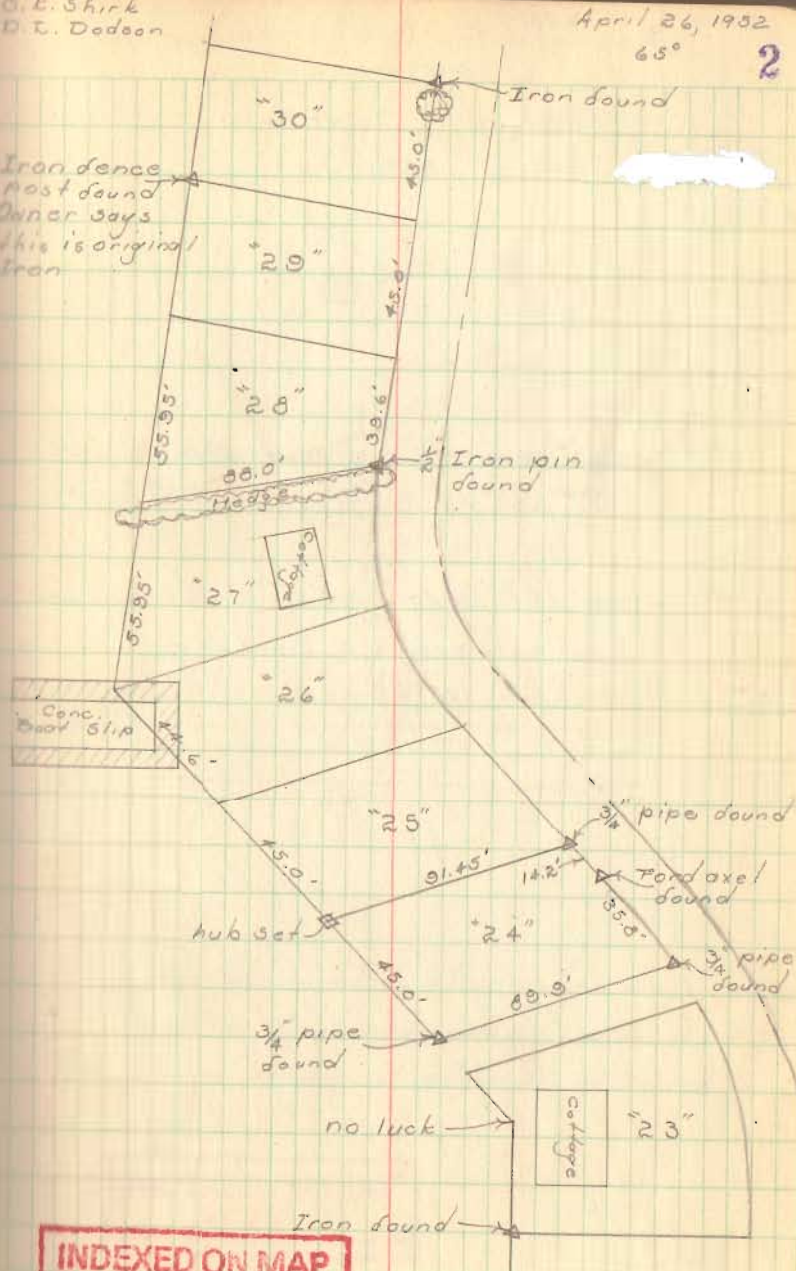 Shirk
Dodson
April 26, 1952
65°
2
Iron found
"30"
45.0'
Iron fence
post found
Owner says
this is original
Iron
"29"
45.0'
"28"
55.95'
39.6'
88.0'
Hedge
Iron pin
found
"27"
Cottage
55.95'
"26"
Conc.
Boat Slip
44.5-
"25"
3/4" pipe found
45.0-
91.45'
14.2'
Ford axel
found
hub set
"24"
35.8'
3/4" pipe
found
45.0-
89.9'
3/4" pipe
found
no luck
Cottage
"23"
Iron found
INDEXED ON MAP